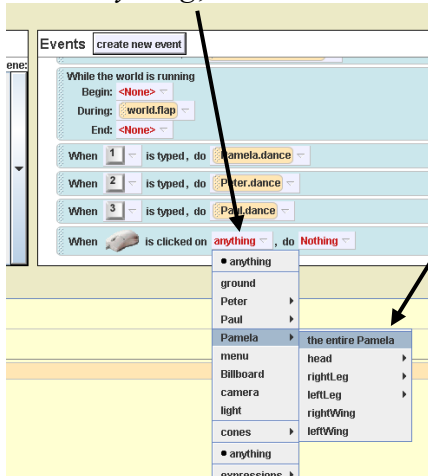 Events create new event
ene:
While the world is running
Begin: <None>
During: world.flap
End: <None>
When 1 is typed, do Pamela.dance
When 2 is typed, do Peter.dance
When 3 is typed, do Paul.dance
When is clicked on anything , do Nothing
anything
ground
Peter
Paul
Pamela the entire Pamela
menu head
Billboard rightLeg
camera leftLeg
light rightWing
cones leftWing
anything
expressions